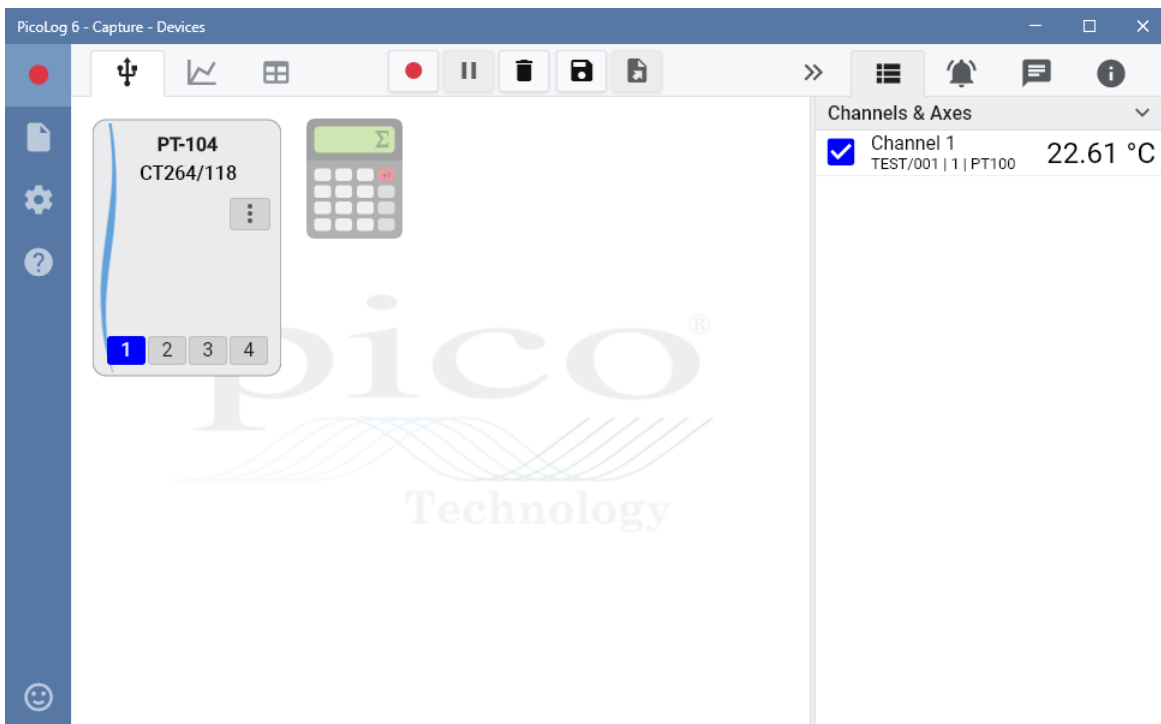 PicoLog 6 - Capture - Devices
Channels & Axes
PT-104
CT264/118
Σ
+1
Channel 1
TEST/001 | 1 | PT100
22.61 °C
1 2 3 4
pico®
Technology